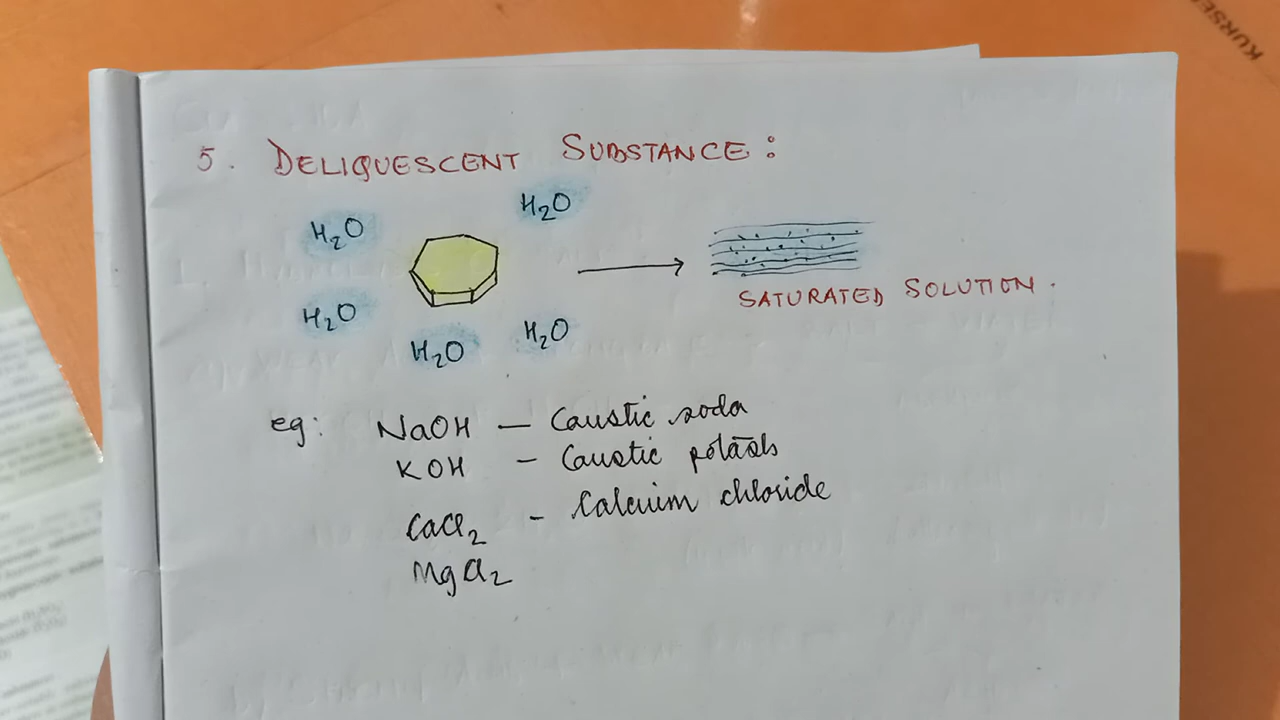 KURSE
5. DELIQUESCENT SUBSTANCE:
H₂O
H₂O
H₂O
H₂O
H₂O
SATURATED SOLUTION.
eg: NaOH — Caustic soda
KOH - Caustic potash
CaCl₂ - Calcium chloride
MgCl₂